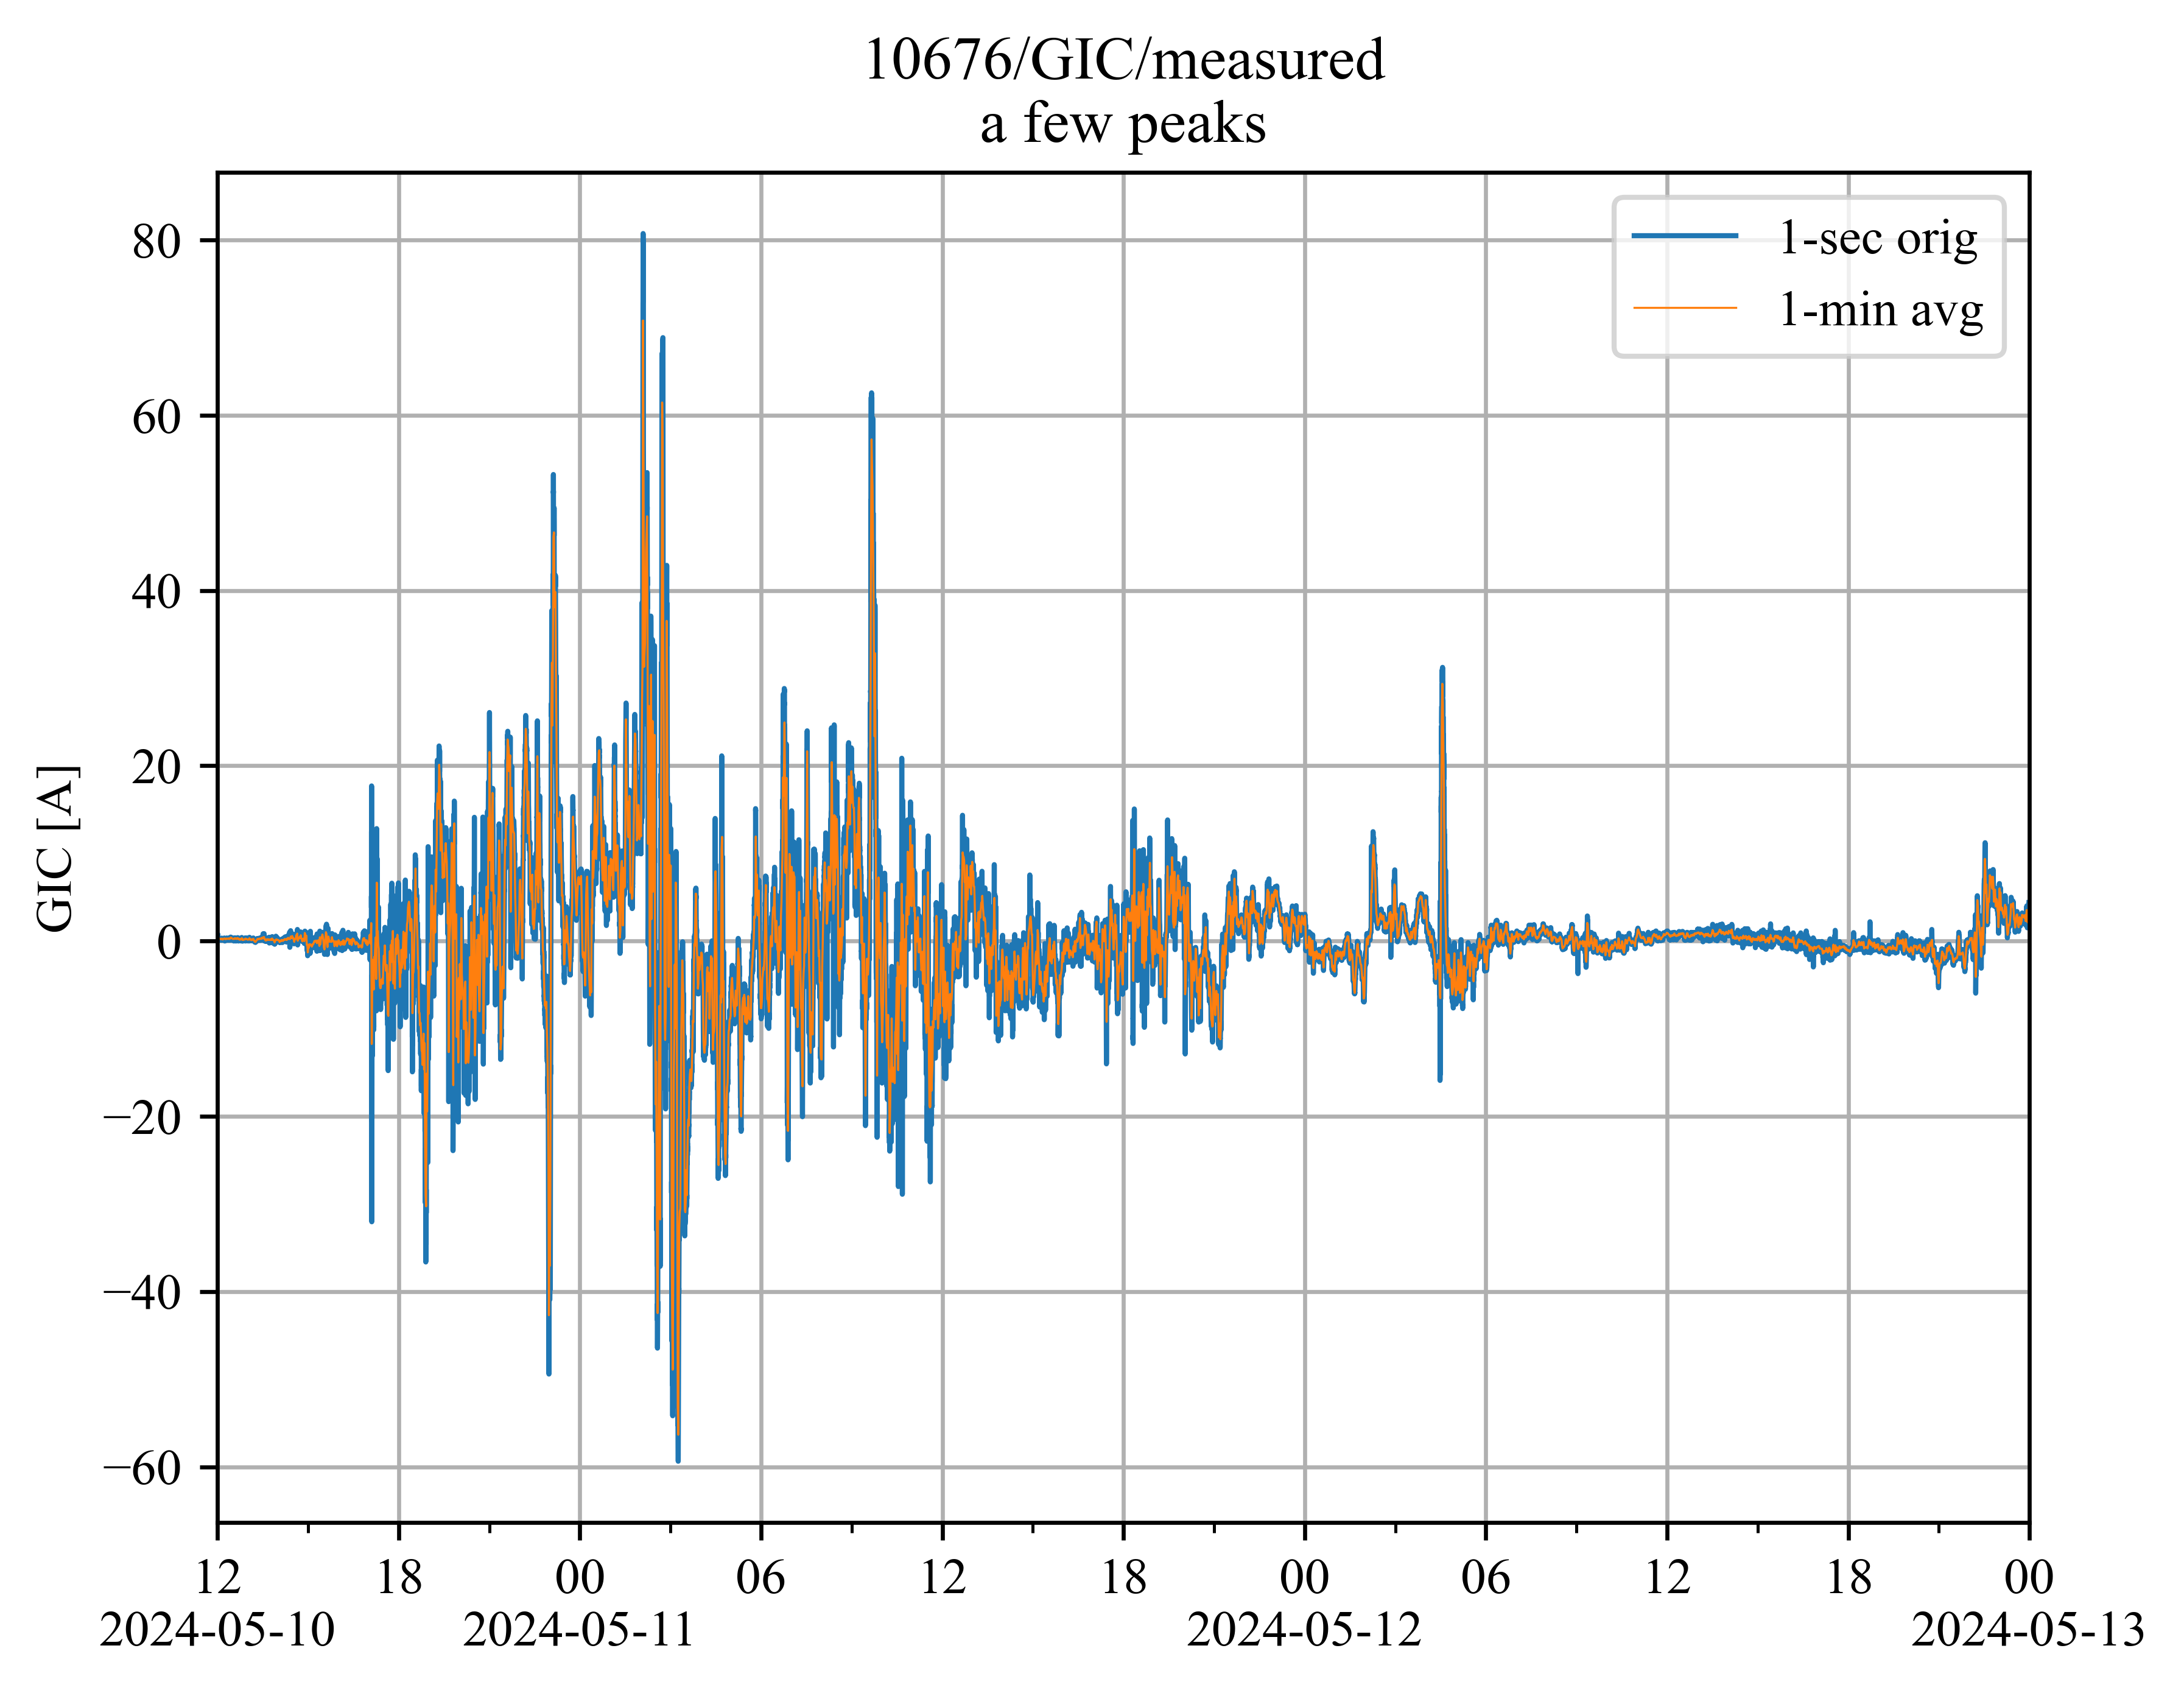 10676/GIC/measured
a few peaks
1-sec orig
1-min avg
GIC [A]
80
60
40
20
0
−20
−40
−60
12 18 00 06 12 18 00 06 12 18 00
2024-05-10 2024-05-11 2024-05-12 2024-05-13